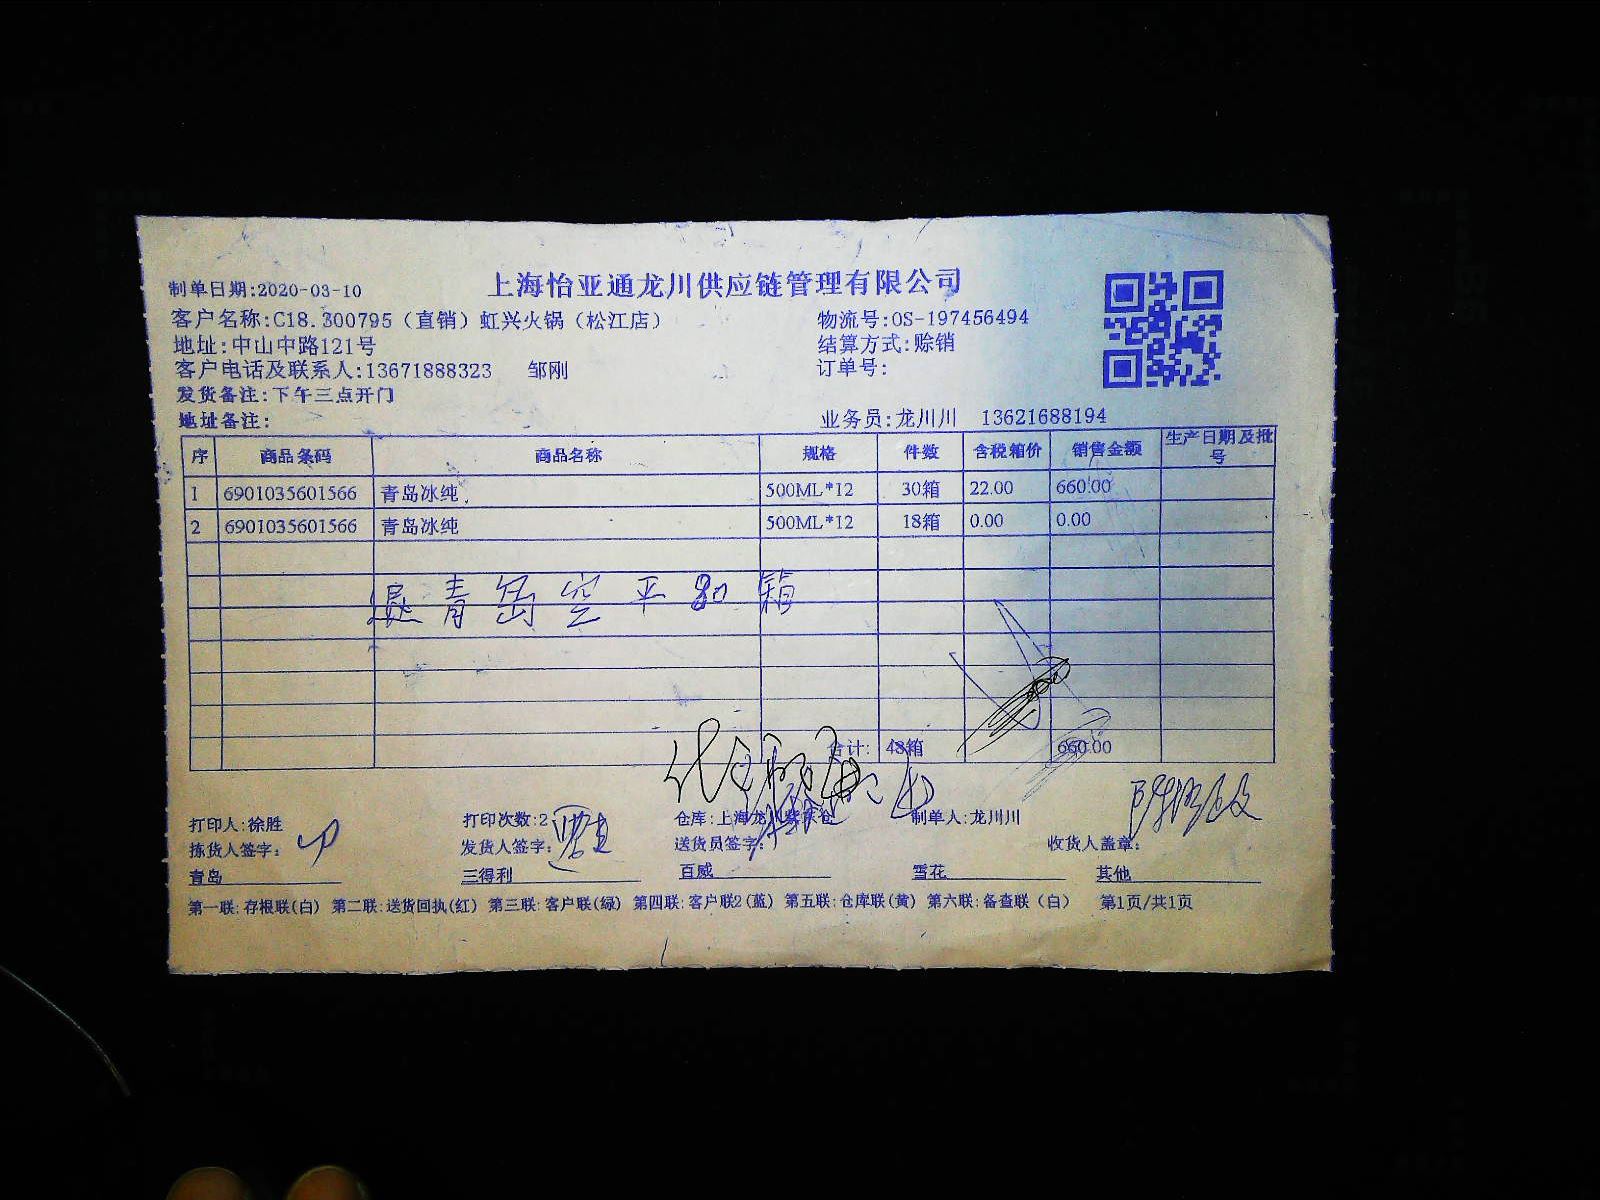 上海怡亚通龙川供应链管理有限公司
制单日期:2020-03-10
客户名称:C18.300795（直销）虹兴火锅（松江店） 物流号:OS-197456494
地址:中山中路121号 结算方式:赊销
客户电话及联系人:13671888323 邹刚 订单号:
发货备注:下午三点开门
地址备注: 业务员:龙川川 13621688194
序 商品条码 商品名称 规格 件数 含税箱价 销售金额 生产日期及批号
1 6901035601566 青岛冰纯 500ML*12 30箱 22.00 660.00
2 6901035601566 青岛冰纯 500ML*12 18箱 0.00 0.00
退青岛空平 箱
合计: 48箱 660.00
打印人:徐胜 打印次数:2 仓库:上海龙川 仓 制单人:龙川川
拣货人签字: 发货人签字: 送货员签字: 收货人盖章:
青岛 三得利 百威 雪花 其他
第一联:存根联(白) 第二联:送货回执(红) 第三联:客户联(绿) 第四联:客户联2(蓝) 第五联:仓库联(黄) 第六联:备查联（白） 第1页/共1页